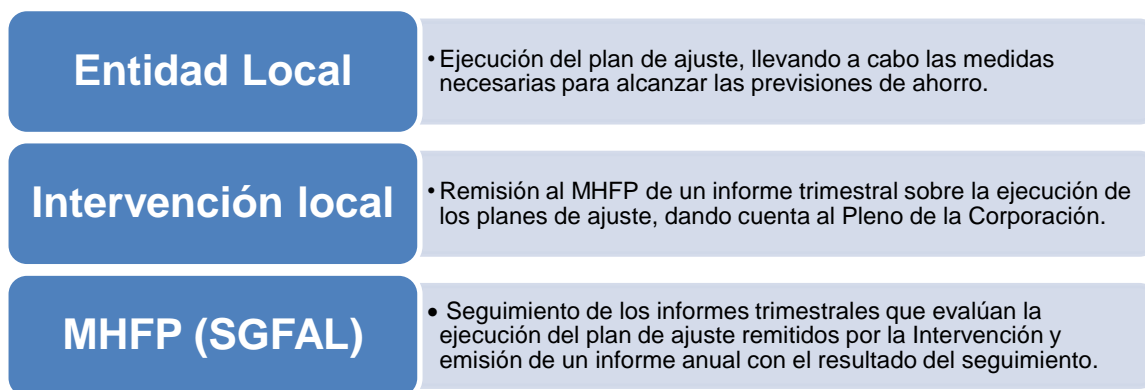 Entidad Local
• Ejecución del plan de ajuste, llevando a cabo las medidas
necesarias para alcanzar las previsiones de ahorro.
Intervención local
• Remisión al MHFP de un informe trimestral sobre la ejecución de
los planes de ajuste, dando cuenta al Pleno de la Corporación.
MHFP (SGFAL)
• Seguimiento de los informes trimestrales que evalúan la
ejecución del plan de ajuste remitidos por la Intervención y
emisión de un informe anual con el resultado del seguimiento.